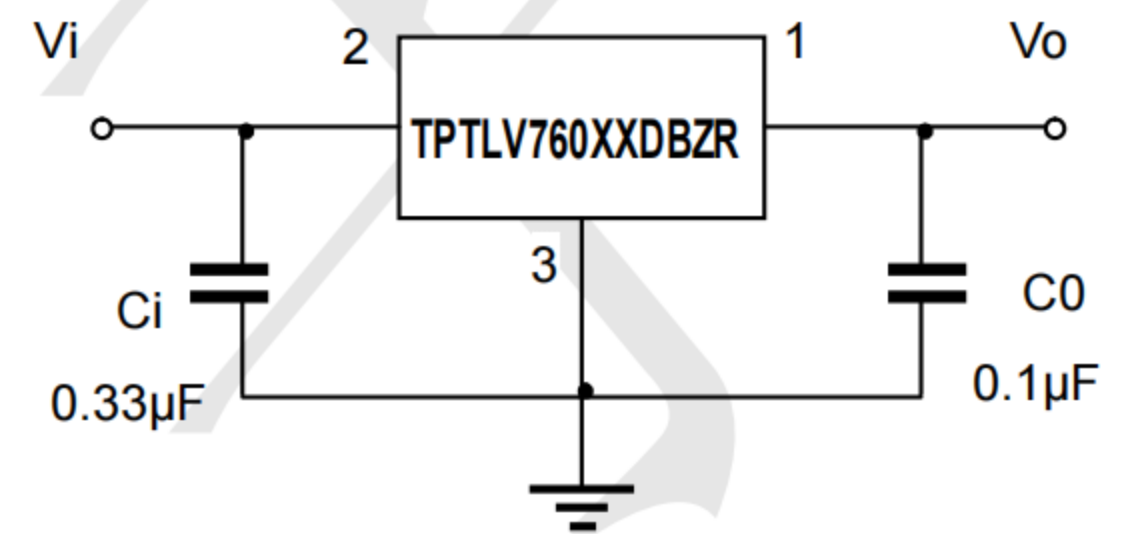 Vi
2
1
Vo
TPTLV760XXDBZR
3
Ci
C0
0.33µF
0.1µF